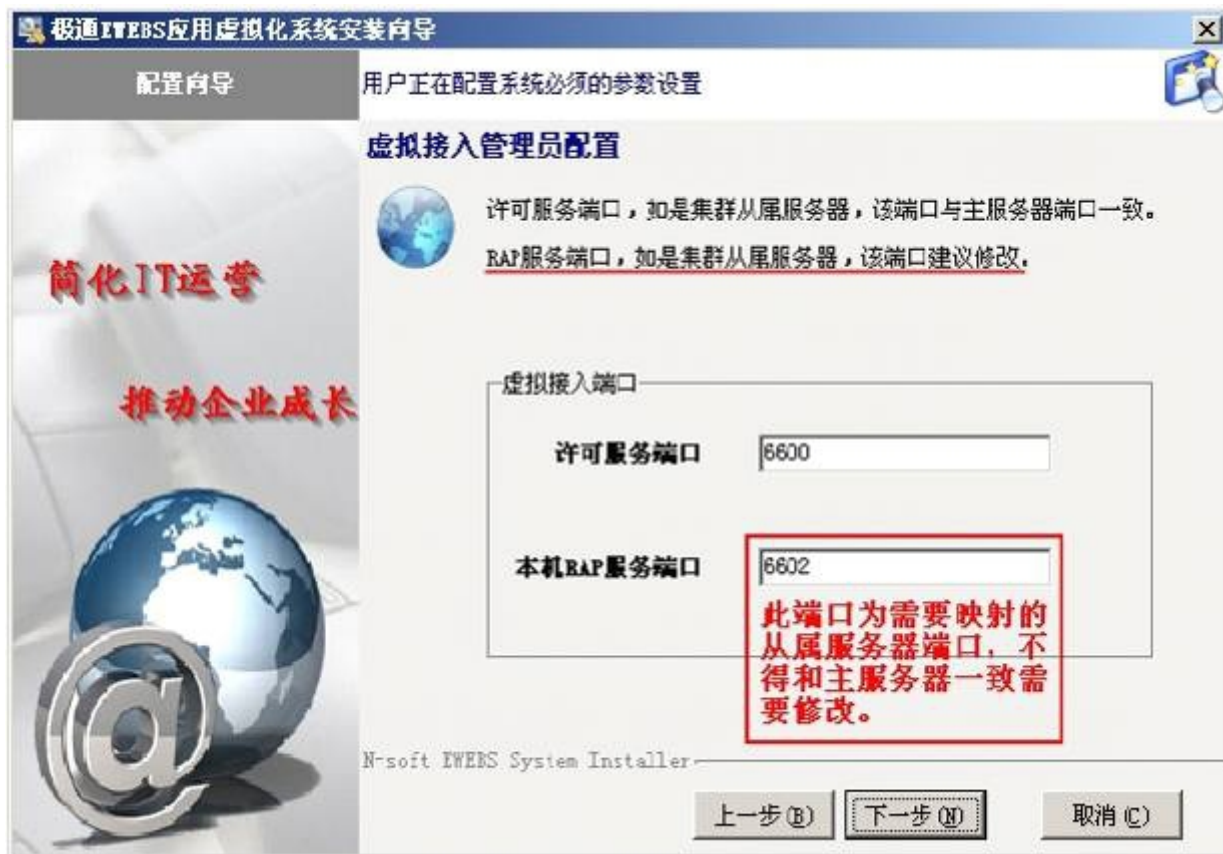 极通EWEBS应用虚拟化系统安装向导
配置向导
用户正在配置系统必须的参数设置
虚拟接入管理员配置
许可服务端口，如是集群从属服务器，该端口与主服务器端口一致。
RAP服务端口，如是集群从属服务器，该端口建议修改。
简化IT运营
推动企业成长
虚拟接入端口
许可服务端口
6600
本机RAP服务端口
6602
此端口为需要映射的
从属服务器端口，不
得和主服务器一致需
要修改。
N-soft EWEBS System Installer
上一步(B)
下一步(N)
取消(C)